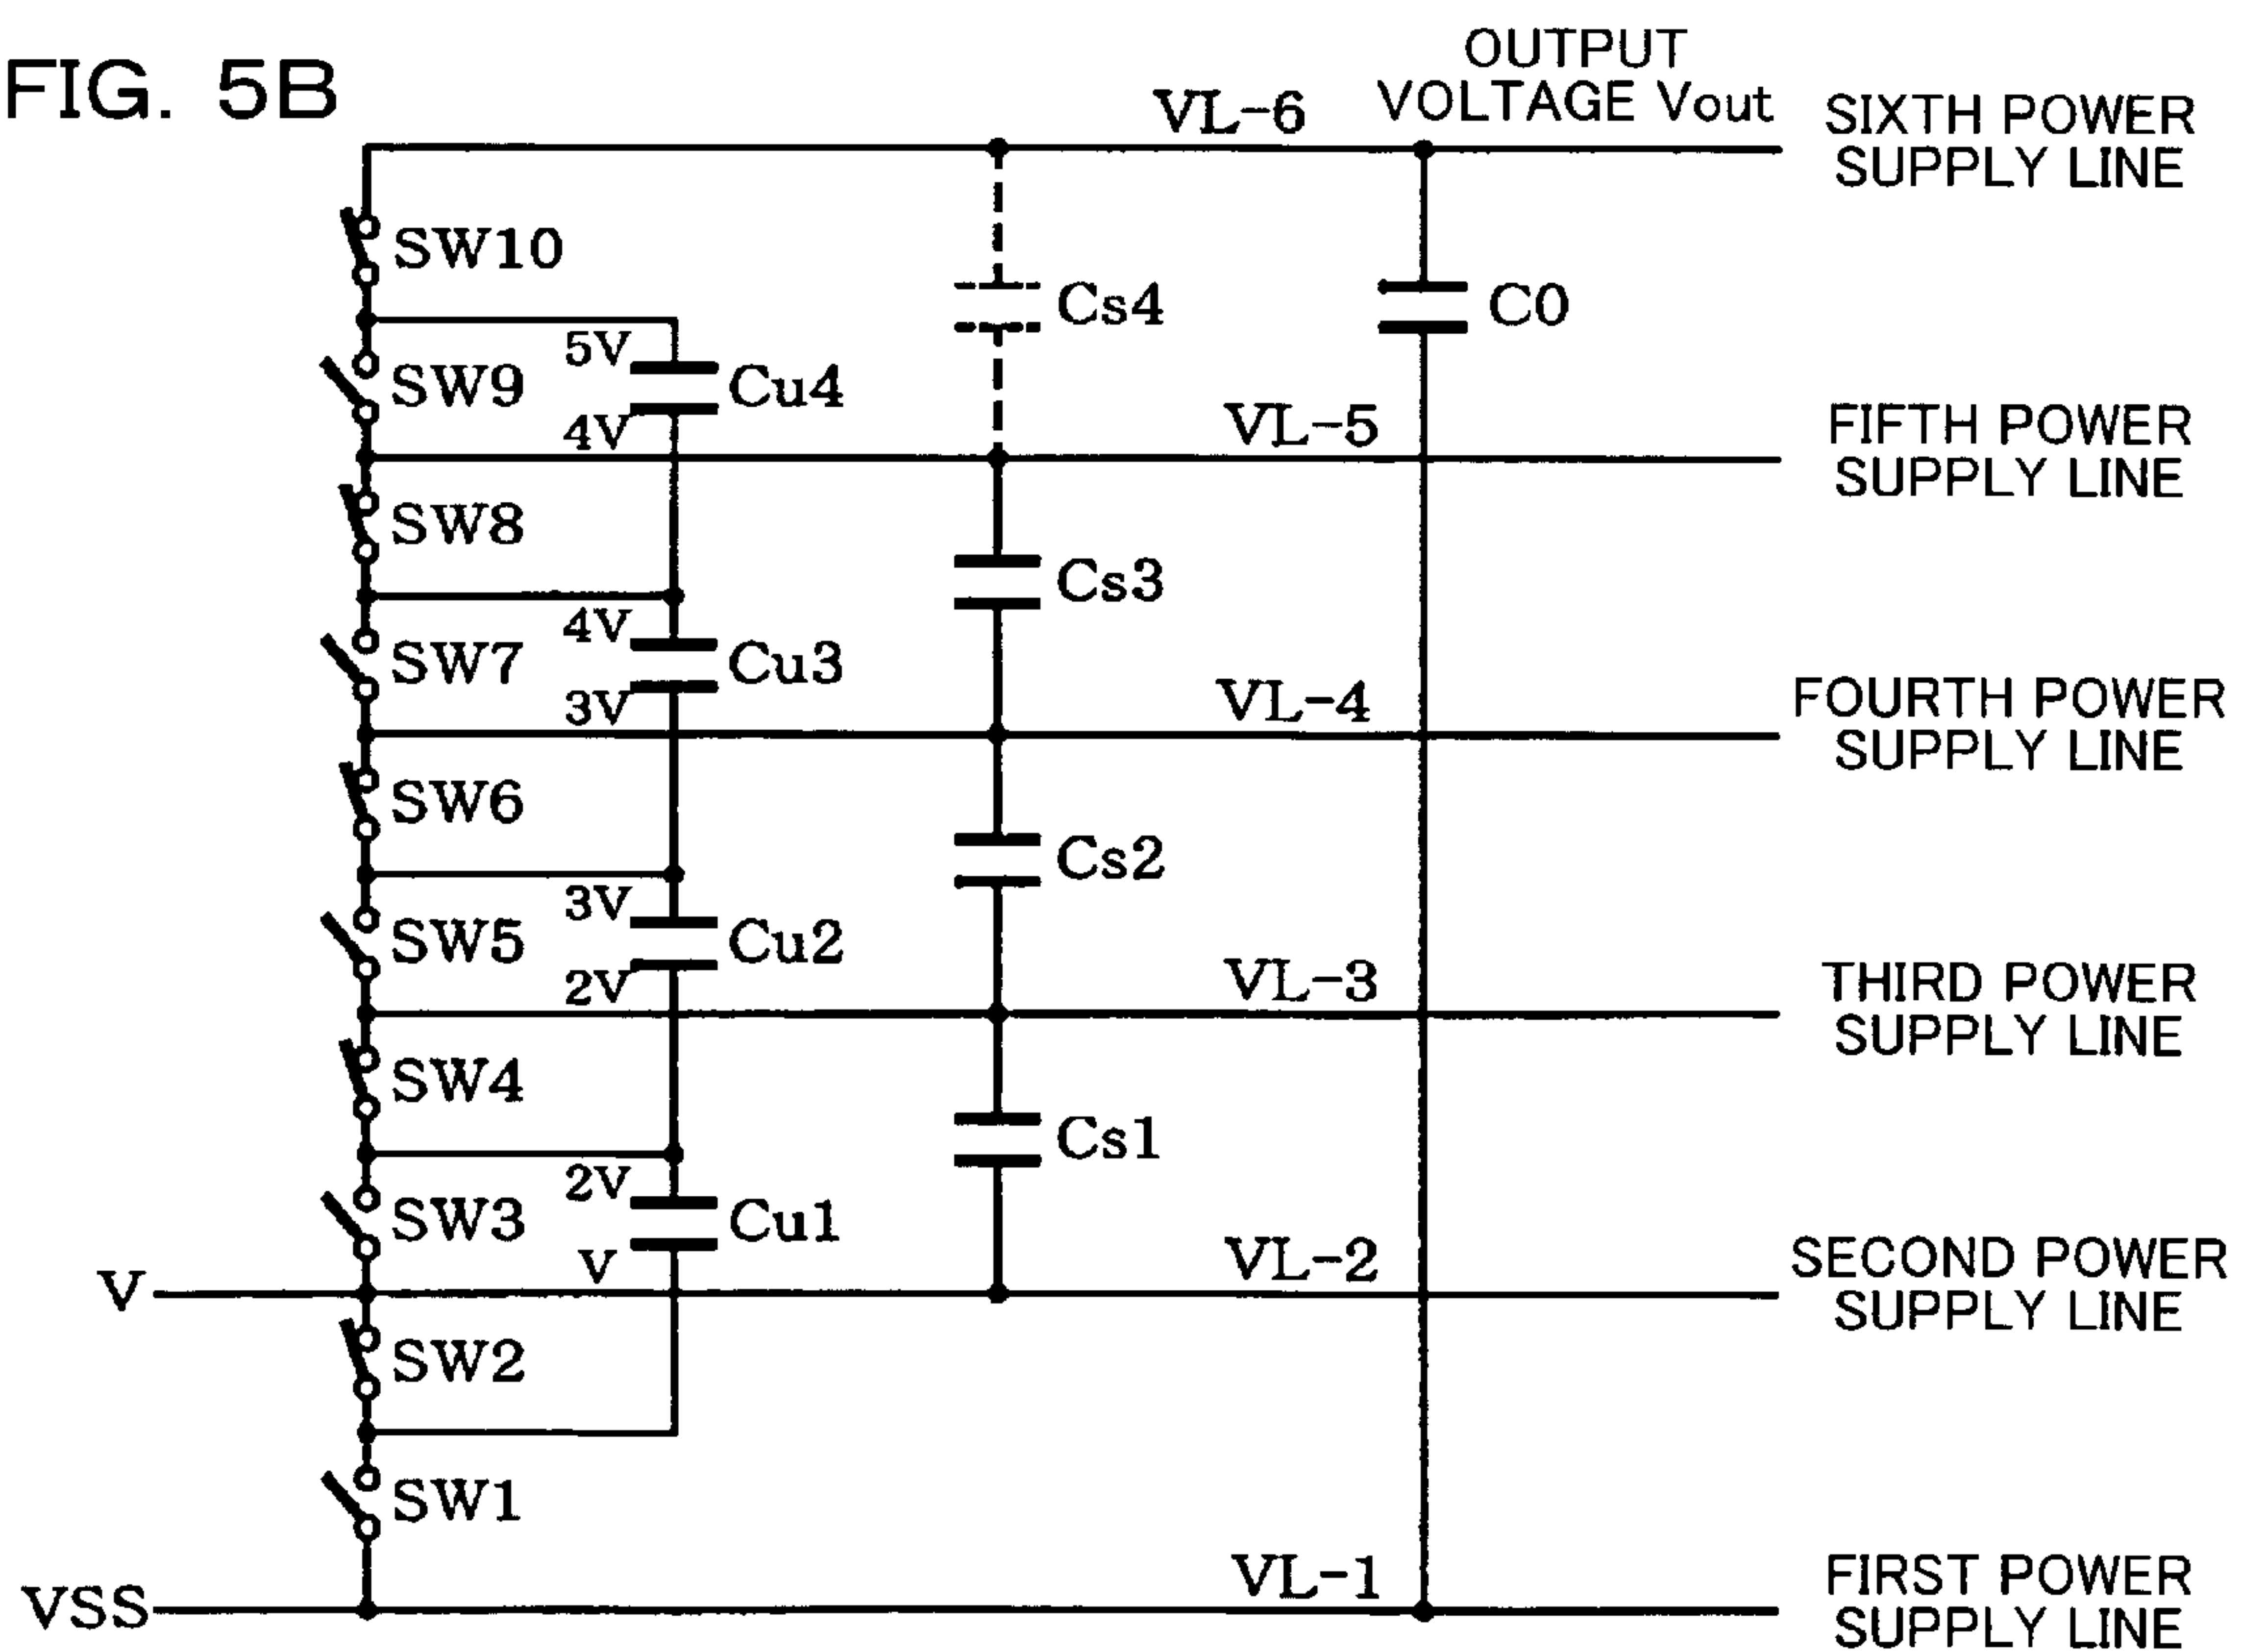 FIG. 5B
OUTPUT
VOLTAGE Vout
VL-6
SIXTH POWER
SUPPLY LINE
SW10
Cs4
C0
5V
SW9
Cu4
4V
VL-5
FIFTH POWER
SUPPLY LINE
SW8
Cs3
4V
SW7
Cu3
3V
VL-4
FOURTH POWER
SUPPLY LINE
SW6
Cs2
3V
SW5
Cu2
2V
VL-3
THIRD POWER
SUPPLY LINE
SW4
Cs1
2V
SW3
Cu1
V
VL-2
SECOND POWER
SUPPLY LINE
V
SW2
SW1
VL-1
FIRST POWER
SUPPLY LINE
VSS